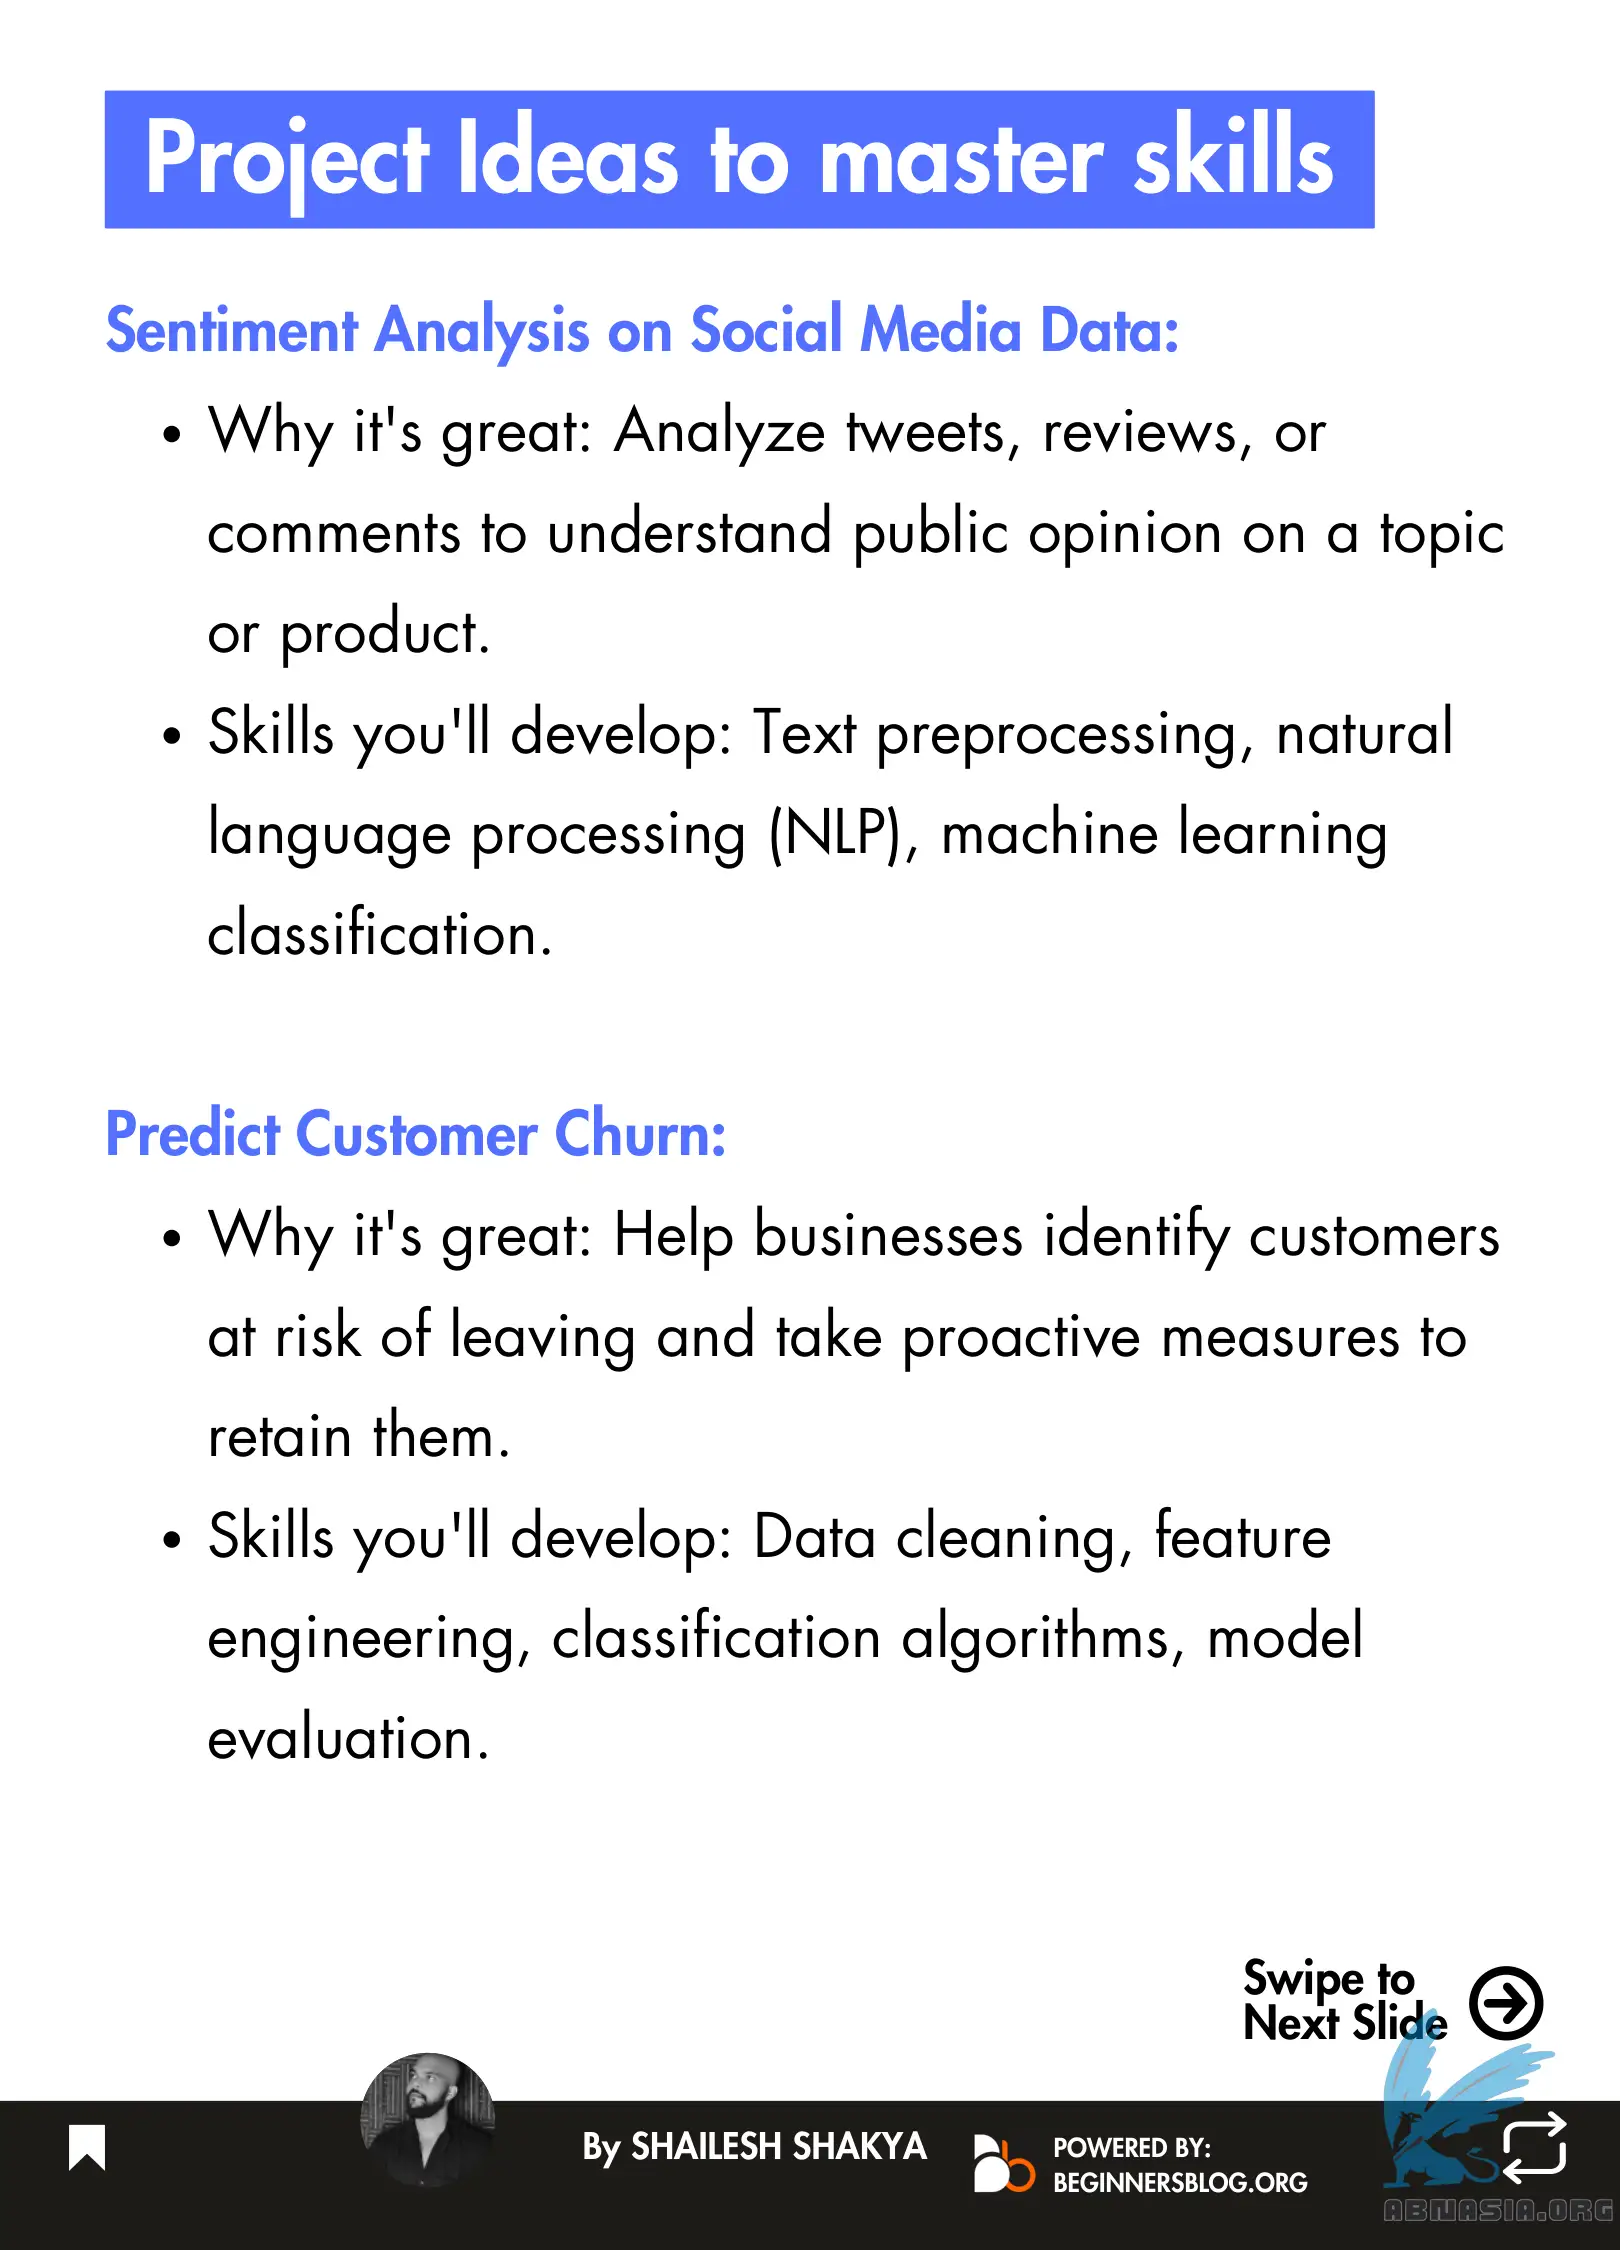 Project Ideas to master skills
Sentiment Analysis on Social Media Data:
• Why it's great: Analyze tweets, reviews, or
comments to understand public opinion on a topic
or product.
• Skills you'll develop: Text preprocessing, natural
language processing (NLP), machine learning
classification.
Predict Customer Churn:
• Why it's great: Help businesses identify customers
at risk of leaving and take proactive measures to
retain them.
• Skills you'll develop: Data cleaning, feature
engineering, classification algorithms, model
evaluation.
Swipe to
Next Slide
By SHAILESH SHAKYA
POWERED BY:
BEGINNERSBLOG.ORG
ABNASIA.ORG